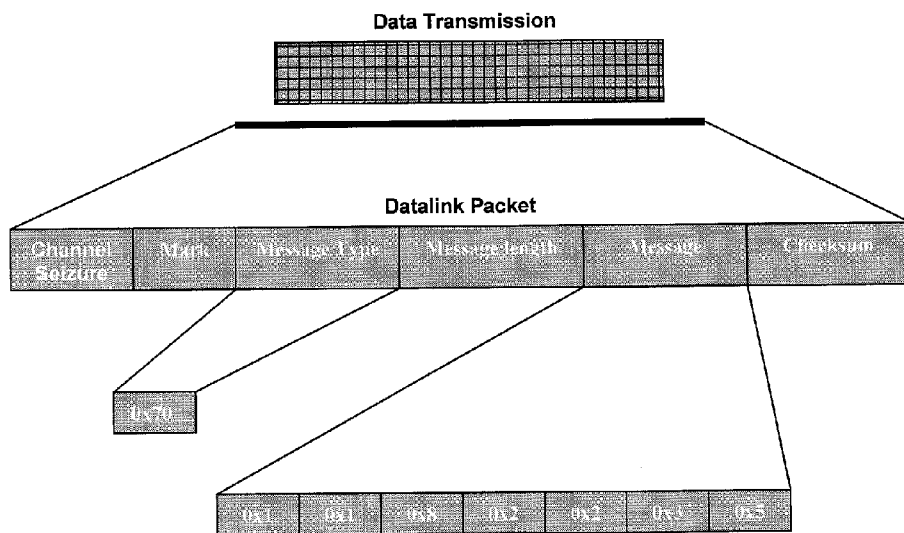 Data Transmission
Datalink Packet
Channel Seizure
Mark
Message Type
Message length
Message
Checksum
0x70
0x1 0x1 0x8 0x2 0x2 0x3 0x5